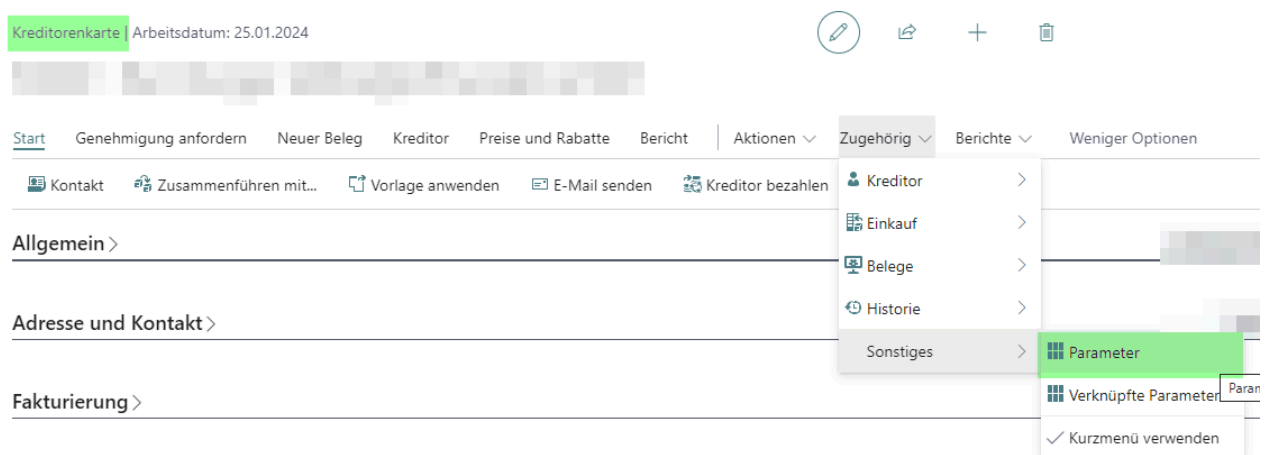 Kreditorenkarte | Arbeitsdatum: 25.01.2024
Start Genehmigung anfordern Neuer Beleg Kreditor Preise und Rabatte Bericht Aktionen Zugehörig Berichte Weniger Optionen
Kontakt Zusammenführen mit... Vorlage anwenden E-Mail senden Kreditor bezahlen
Kreditor
Einkauf
Allgemein
Belege
Historie
Adresse und Kontakt
Sonstiges
Parameter
Verknüpfte Parameter
Fakturierung
Kurzmenü verwenden